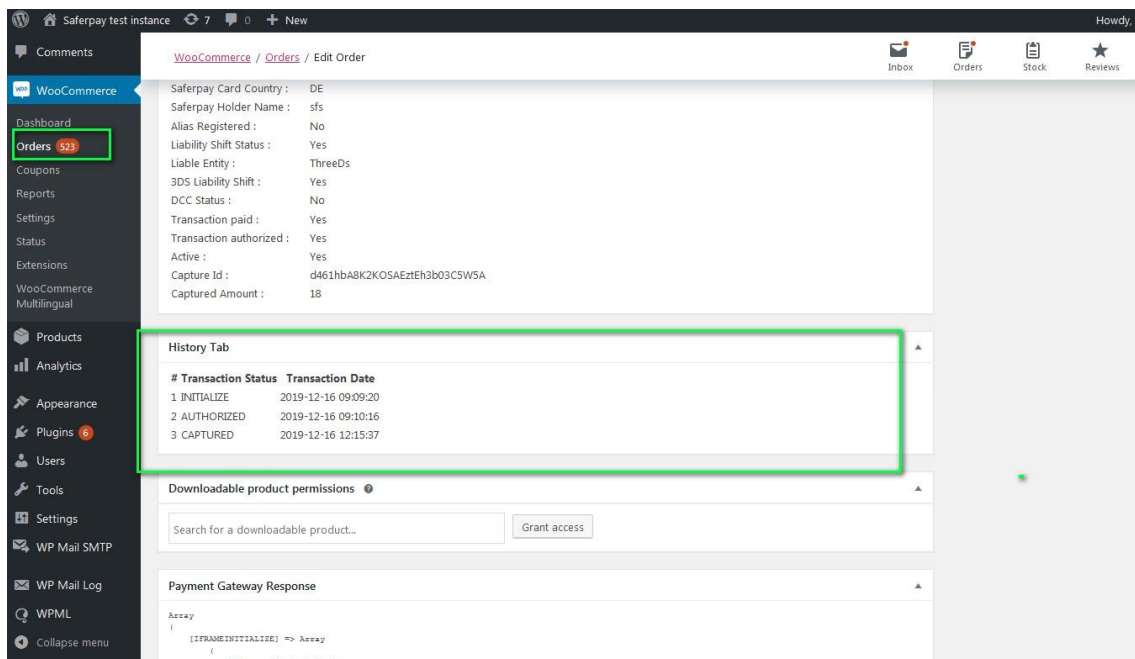 Saferpay test instance 7 0 + New Howdy,
Comments
WooCommerce
Dashboard
Orders 523
Coupons
Reports
Settings
Status
Extensions
WooCommerce
Multilingual
Products
Analytics
Appearance
Plugins 6
Users
Tools
Settings
WP Mail SMTP
WP Mail Log
WPML
Collapse menu
WooCommerce / Orders / Edit Order
Inbox Orders Stock Reviews
Saferpay Card Country : DE
Saferpay Holder Name : sfs
Alias Registered : No
Liability Shift Status : Yes
Liable Entity : ThreeDs
3DS Liability Shift : Yes
DCC Status : No
Transaction paid : Yes
Transaction authorized : Yes
Active : Yes
Capture Id : d461hbA8K2KOSAEztEh3b03C5W5A
Captured Amount : 18
History Tab
# Transaction Status Transaction Date
1 INITIALIZE 2019-12-16 09:09:20
2 AUTHORIZED 2019-12-16 09:10:16
3 CAPTURED 2019-12-16 12:15:37
Downloadable product permissions
Search for a downloadable product... Grant access
Payment Gateway Response
Array
(
[IFRAMEINITIALIZE] => Array
(